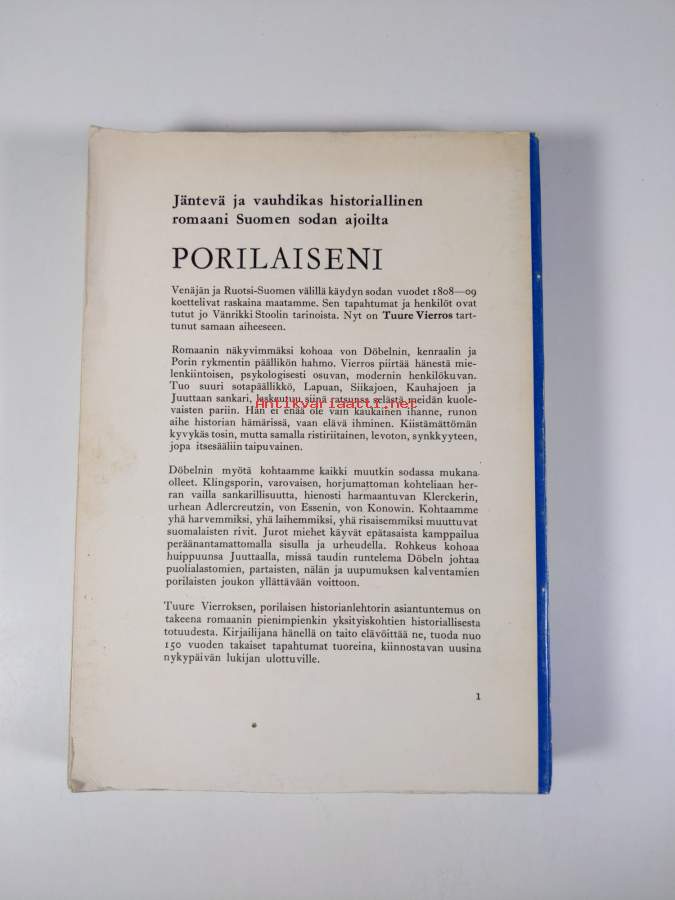 Jäntevä ja vauhdikas historiallinen
romaani Suomen sodan ajoilta
PORILAISENI
Venäjän ja Ruotsi-Suomen välillä käydyn sodan vuodet 1808—09
koettelivat raskaina maatamme. Sen tapahtumat ja henkilöt ovat
tutut jo Vänrikki Stoolin tarinoista. Nyt on Tuure Vierros tart-
tunut samaan aiheeseen.
Romaanin näkyvimmäksi kohoaa von Döbelnin, kenraalin ja
Porin rykmentin päällikön hahmo. Vierros piirtää hänestä mie-
lenkiintoisen, psykologisesti osuvan, modernin henkilökuvan.
Tuo suuri sotapäällikkö, Lapuan, Siikajoen, Kauhajoen ja
Juuttaan sankari, laskeutuu siinä ratsunsa selästä meidän kuole-
Antikvariaatti.net
vaisten pariin. Hän ei enää ole vain kaukainen ihanne, runon
aihe historian hämärissä, vaan elävä ihminen. Kiistämättömän
kyvykäs tosin, mutta samalla ristiriitainen, levoton, synkkyyteen,
jopa itsesääliin taipuvainen.
Döbelnin myötä kohtaamme kaikki muutkin sodassa mukana
olleet. Klingsporin, varovaisen, horjumattoman kohteliaan her-
ran vailla sankarillisuutta, hienosti harmaantuvan Klerckerin,
urhean Adlercreutzin, von Essenin, von Konowin. Kohtaamme
yhä harvemmiksi, yhä laihemmiksi, yhä risaisemmiksi muuttuvat
suomalaisten rivit. Jurot miehet käyvät epätasaista kamppailua
peräänantamattomalla sisulla ja urheudella. Rohkeus kohoaa
huippuunsa Juuttaalla, missä taudin runtelema Döbeln johtaa
puolialastomien, partaisten, nälän ja uupumuksen kalventamien
porilaisten joukon yllättävään voittoon.
Tuure Vierroksen, porilaisen historianlehtorin asiantuntemus on
takeena romaanin pienimpienkin yksityiskohtien historiallisesta
totuudesta. Kirjailijana hänellä on taito elävöittää ne, tuoda nuo
150 vuoden takaiset tapahtumat tuoreina, kiinnostavan uusina
nykypäivän lukijan ulottuville.
1